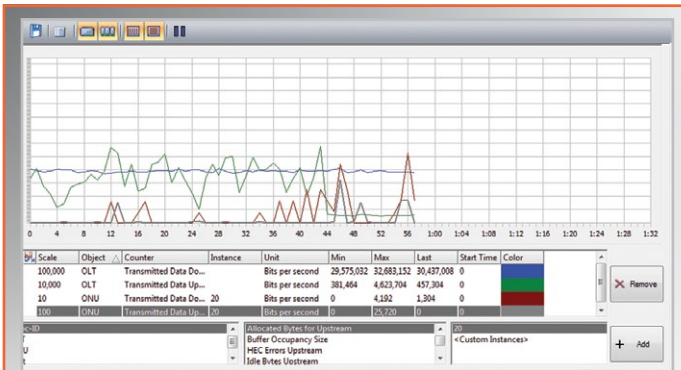 0 4 8 12 16 20 24 28 32 36 40 44 48 52 56 1:00 1:04 1:08 1:12 1:16 1:20 1:24 1:28 1:32
Scale Object Counter Instance Unit Min Max Last Start Time Color
100,000 OLT Transmitted Data Do... Bits per second 29,575,032 32,683,152 30,437,008 0
10,000 OLT Transmitted Data Up... Bits per second 381,464 4,623,704 457,304 0
10 ONU Transmitted Data Do... 20 Bits per second 0 4,192 1,304 0
100 ONU Transmitted Data Up... 20 Bits per second 0 25,720 0 0
Remove
c-ID
Allocated Bytes for Upstream
Buffer Occupancy Size
HEC Errors Upstream
Idle Bytes Upstream
20
<Custom Instances>
+ Add